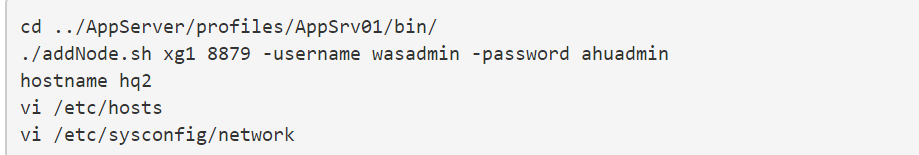 cd ../AppServer/profiles/AppSrv01/bin/
./addNode.sh xg1 8879 -username wasadmin -password ahuadmin
hostname hq2
vi /etc/hosts
vi /etc/sysconfig/network